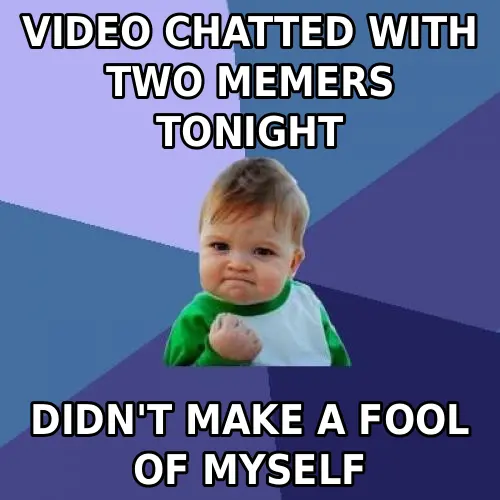 VIDEO CHATTED WITH
TWO MEMERS
TONIGHT
DIDN'T MAKE A FOOL
OF MYSELF